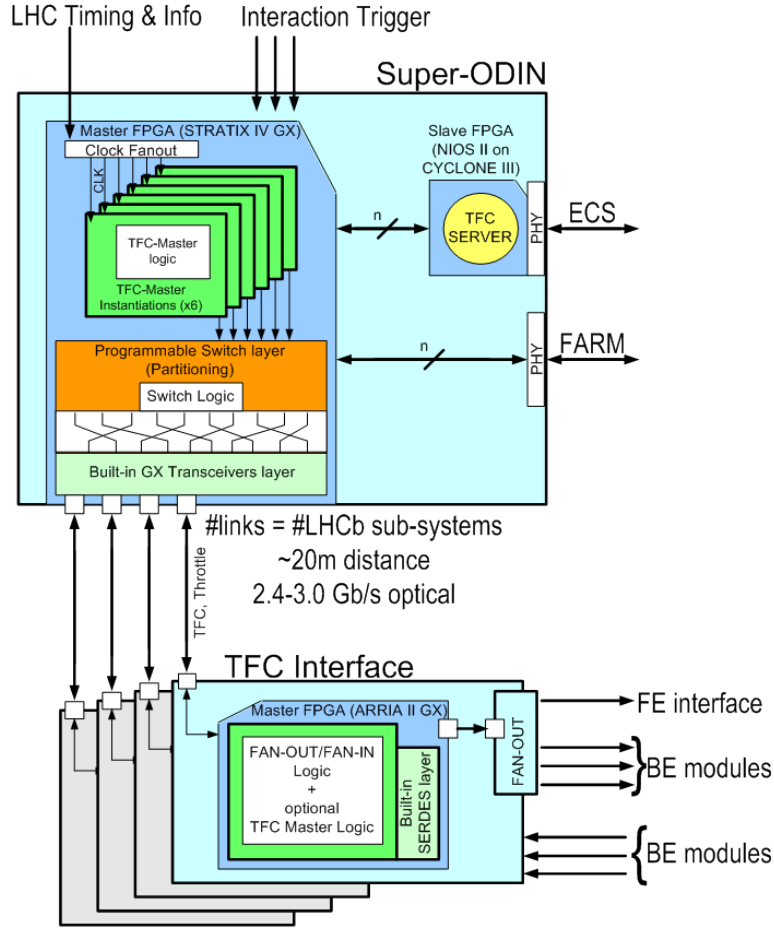 LHC Timing & Info
Interaction Trigger
Super-ODIN
Master FPGA (STRATIX IV GX)
Clock Fanout
CLK
TFC-Master
logic
TFC-Master
Instantiations (x6)
Slave FPGA
(NIOS II on
CYCLONE III)
TFC
SERVER
PHY
ECS
n
Programmable Switch layer
(Partitioning)
Switch Logic
n
PHY
FARM
Built-in GX Transceivers layer
#links = #LHCb sub-systems
~20m distance
2.4-3.0 Gb/s optical
TFC, Throttle
TFC Interface
Master FPGA (ARRIA II GX)
FAN-OUT/FAN-IN
Logic
+
optional
TFC Master Logic
Built-in
SERDES layer
FAN-OUT
FE interface
BE modules
BE modules